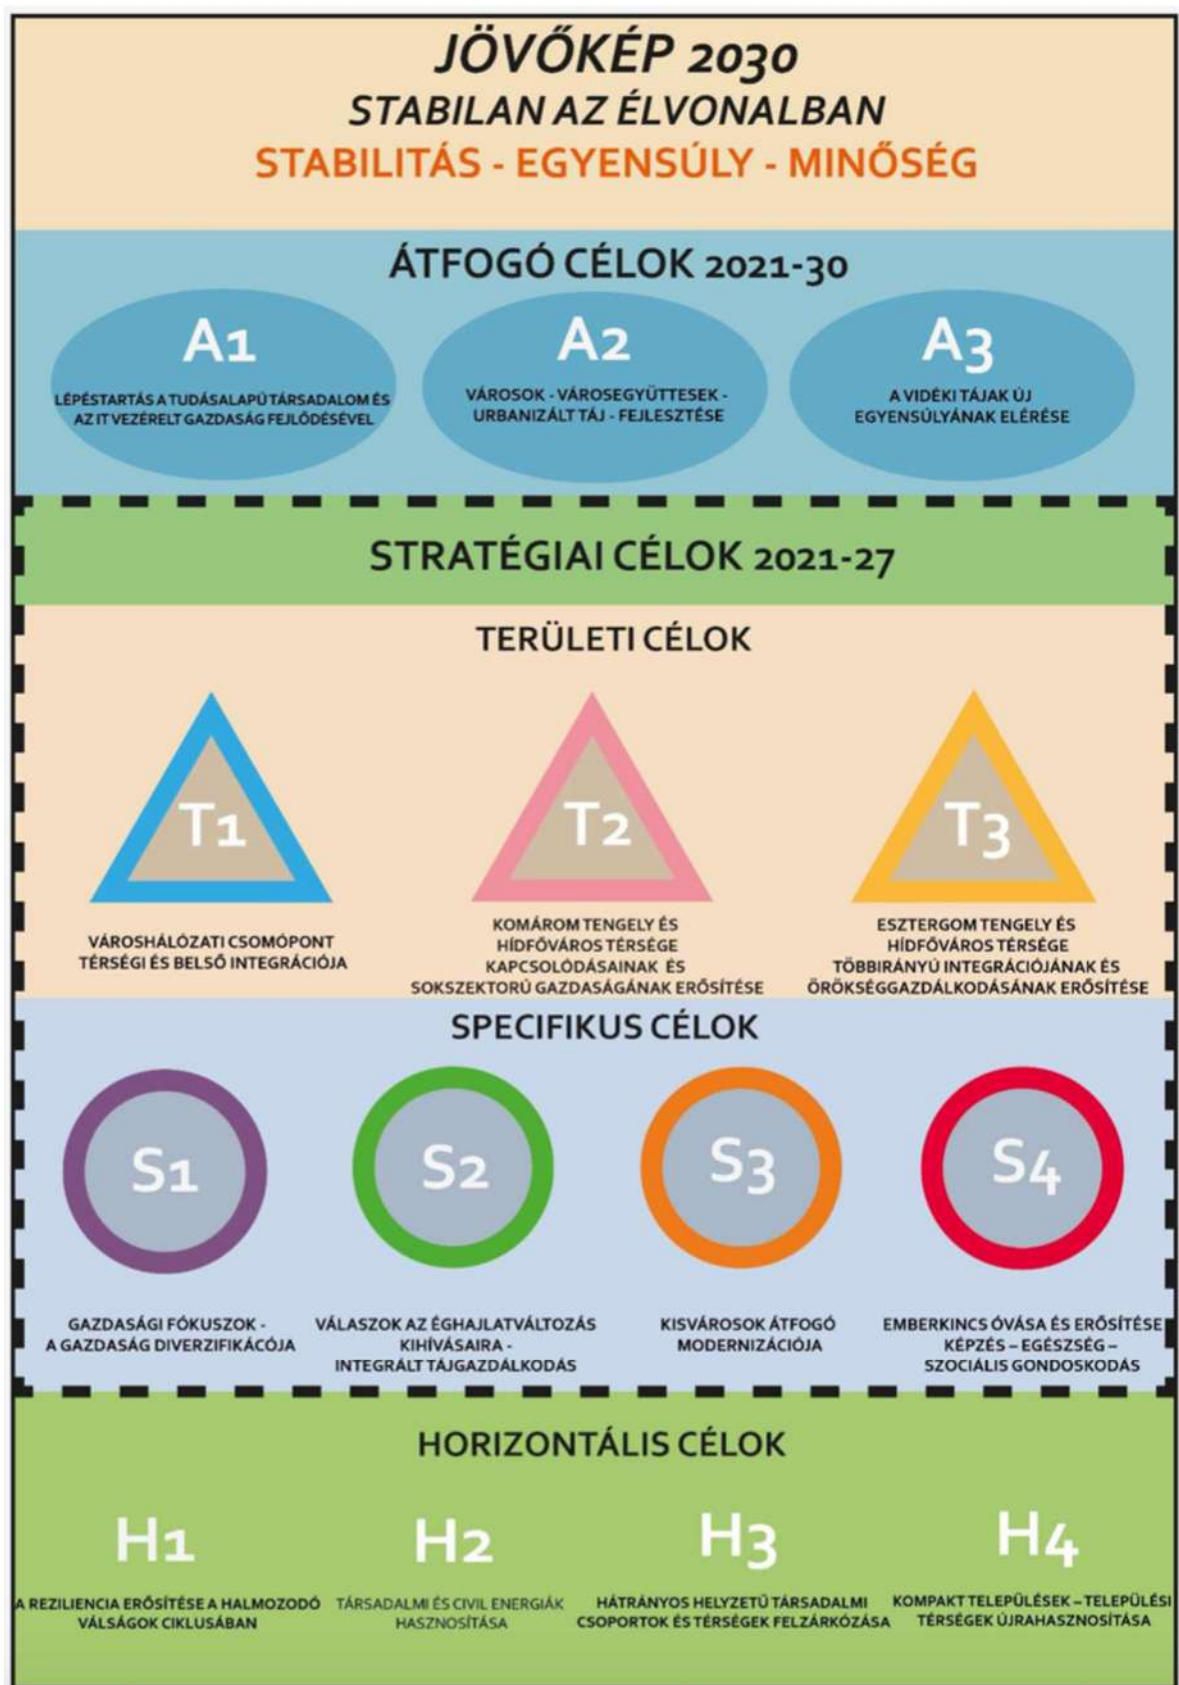 JÖVŐKÉP 2030
STABILAN AZ ÉLVONALBAN
STABILITÁS - EGYENSÚLY - MINŐSÉG
ÁTFOGÓ CÉLOK 2021-30
A1
LÉPÉSTARTÁS A TUDÁSALAPÚ TÁRSADALOM ÉS
AZ IT VEZÉRELT GAZDASÁG FEJLŐDÉSÉVEL
A2
VÁROSOK - VÁROSEGYÜTTESEK -
URBANIZÁLT TÁJ - FEJLESZTÉSE
A3
A VIDÉKI TÁJAK ÚJ
EGYENSÚLYÁNAK ELÉRÉSE
STRATÉGIAI CÉLOK 2021-27
TERÜLETI CÉLOK
T1
VÁROSHÁLÓZATI CSOMÓPONT
TÉRSÉGI ÉS BELSŐ INTEGRÁCIÓJA
T2
KOMÁROM TENGELY ÉS
HÍDFŐVÁROS TÉRSÉGE
KAPCSOLÓDÁSAINAK ÉS
SOKSZEKTORÚ GAZDASÁGÁNAK ERŐSÍTÉSE
T3
ESZTERGOM TENGELY ÉS
HÍDFŐVÁROS TÉRSÉGE
TÖBBIRÁNYÚ INTEGRÁCIÓJÁNAK ÉS
ÖRÖKSÉGGAZDÁLKODÁSÁNAK ERŐSÍTÉSE
SPECIFIKUS CÉLOK
S1
GAZDASÁGI FÓKUSZOK -
A GAZDASÁG DIVERZIFIKÁCÓJA
S2
VÁLASZOK AZ ÉGHAJLATVÁLTOZÁS
KIHÍVÁSAIRA -
INTEGRÁLT TÁJGAZDÁLKODÁS
S3
KISVÁROSOK ÁTFOGÓ
MODERNIZÁCIÓJA
S4
EMBERKINCS ÓVÁSA ÉS ERŐSÍTÉSE
KÉPZÉS – EGÉSZSÉG –
SZOCIÁLIS GONDOSKODÁS
HORIZONTÁLIS CÉLOK
H1
A REZILIENCIA ERŐSÍTÉSE A HALMOZODÓ
VÁLSÁGOK CIKLUSÁBAN
H2
TÁRSADALMI ÉS CIVIL ENERGIÁK
HASZNOSÍTÁSA
H3
HÁTRÁNYOS HELYZETŰ TÁRSADALMI
CSOPORTOK ÉS TÉRSÉGEK FELZÁRKÓZÁSA
H4
KOMPAKT TELEPÜLÉSEK – TELEPÜLÉSI
TÉRSÉGEK ÚJRAHASZNOSÍTÁSA